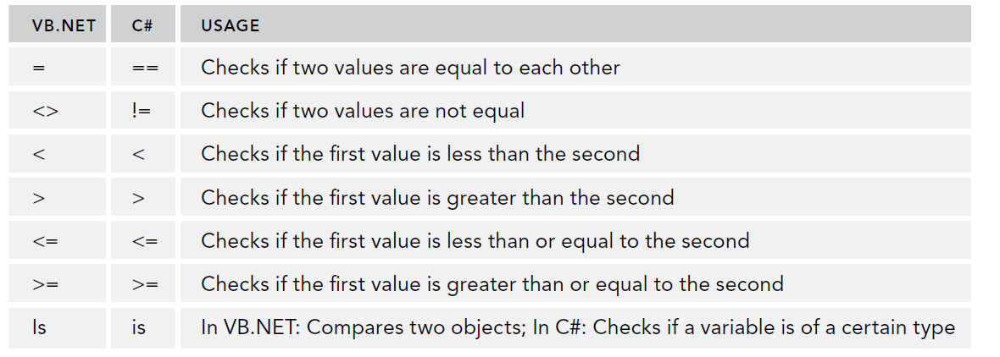 VB.NET C# USAGE
= == Checks if two values are equal to each other
<> != Checks if two values are not equal
< < Checks if the first value is less than the second
> > Checks if the first value is greater than the second
<= <= Checks if the first value is less than or equal to the second
>= >= Checks if the first value is greater than or equal to the second
Is is In VB.NET: Compares two objects; In C#: Checks if a variable is of a certain type